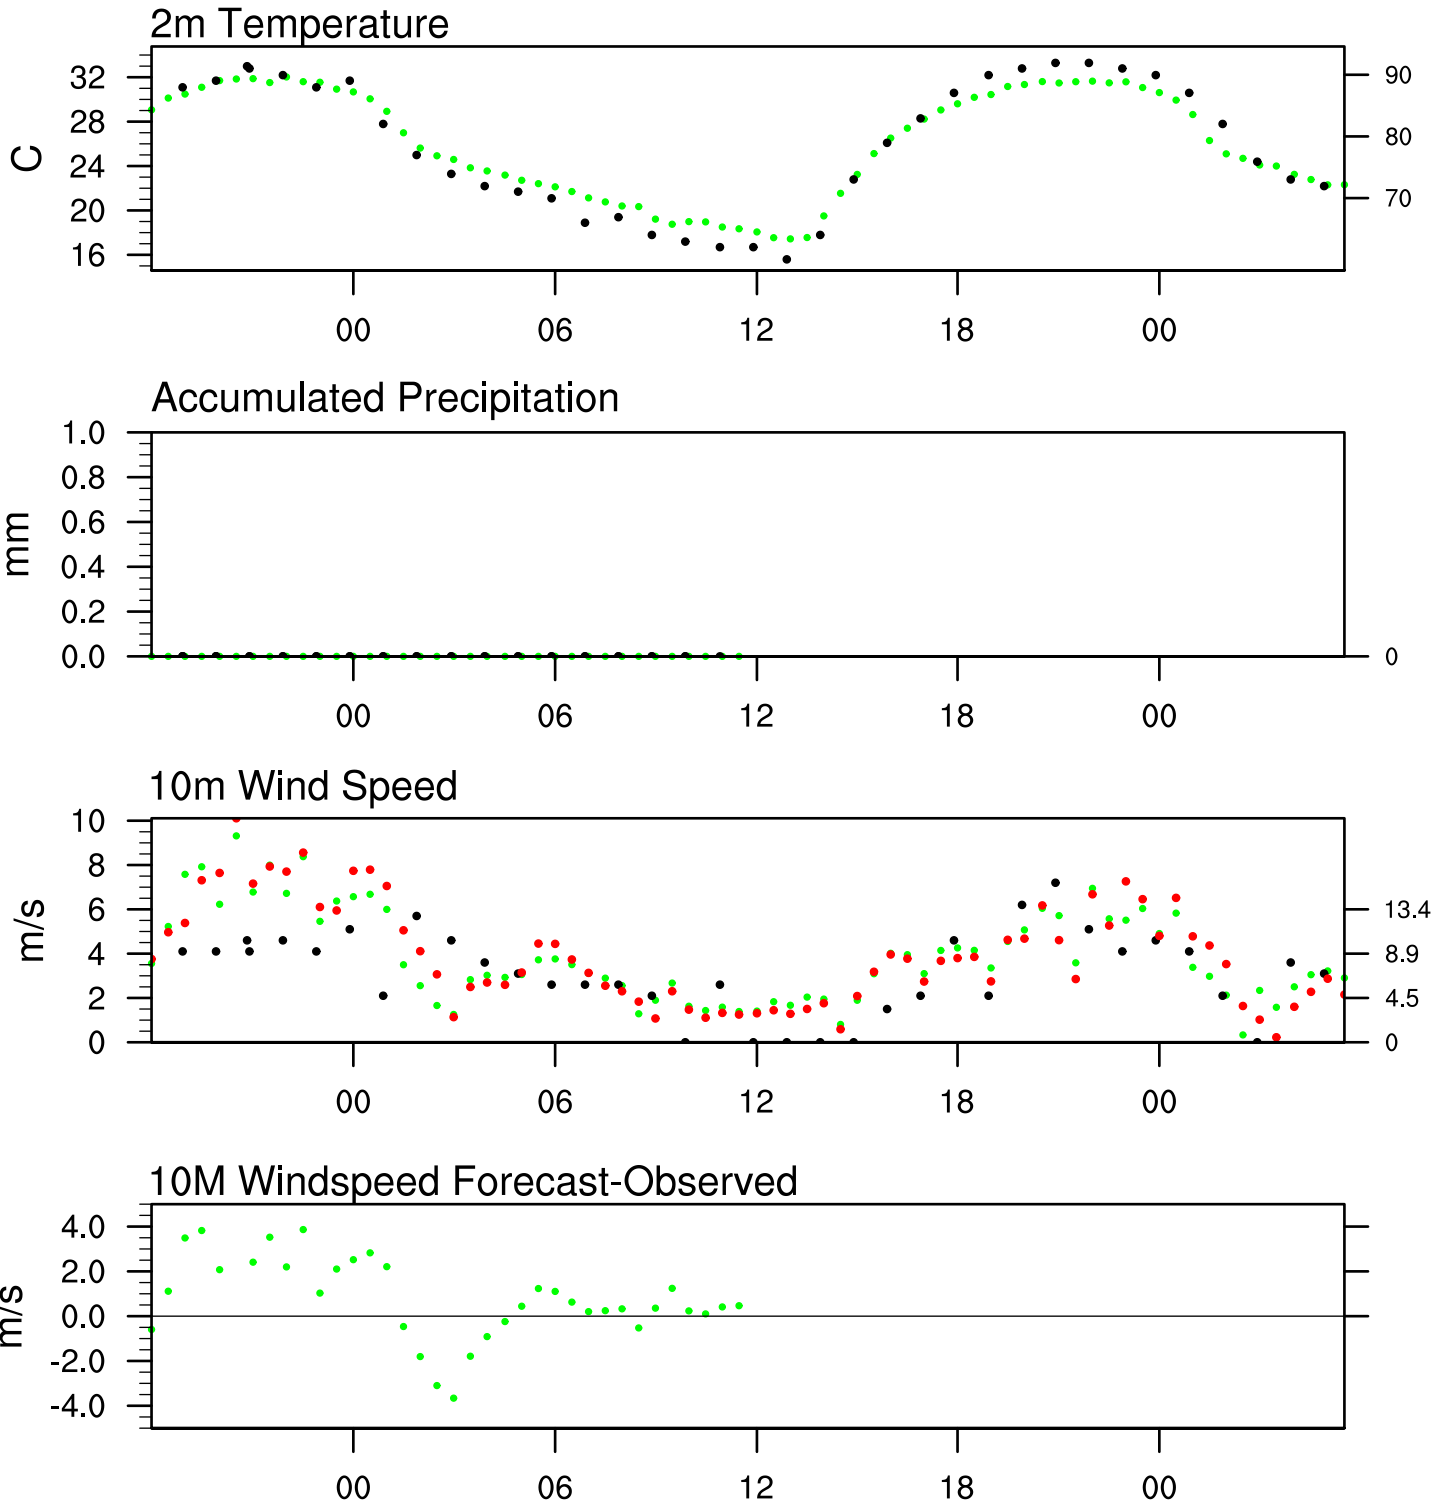 2m Temperature
32
28
24
20
16
C
90
80
70
00 06 12 18 00
Accumulated Precipitation
1.0
0.8
0.6
0.4
0.2
0.0
mm
0
00 06 12 18 00
10m Wind Speed
10
8
6
4
2
0
m/s
13.4
8.9
4.5
0
00 06 12 18 00
10M Windspeed Forecast-Observed
4.0
2.0
0.0
-2.0
-4.0
m/s
00 06 12 18 00